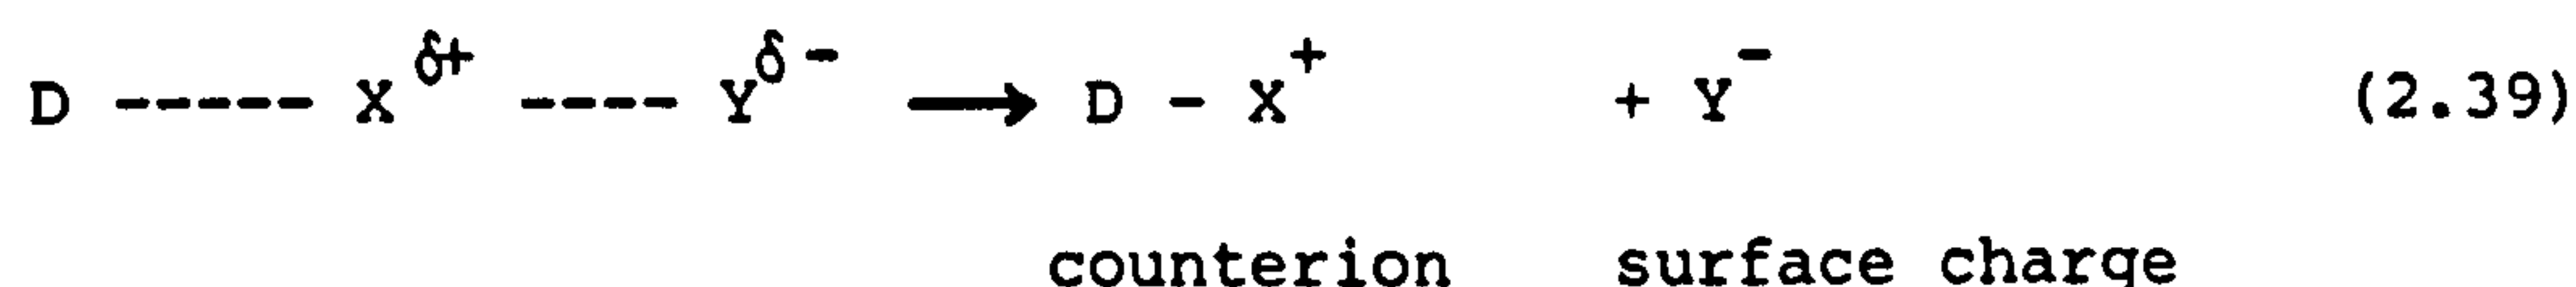 D ----- X^δ+ ---- Y^δ- ⟶ D - X^+ + Y^- (2.39)
counterion surface charge